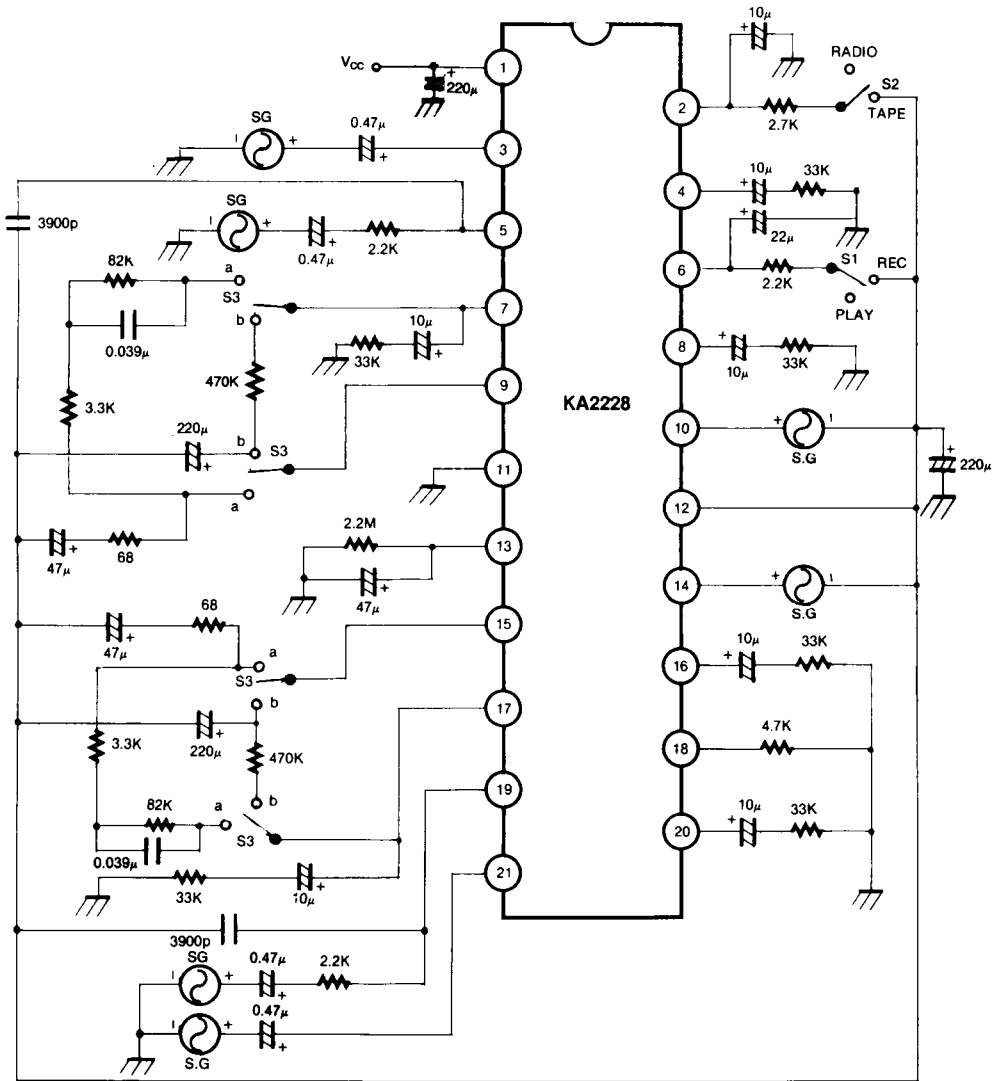 10μ
+
RADIO
Vcc
+
220μ
1
S2
2
2.7K
TAPE
SG
0.47μ
I
+
+
3
10μ
33K
+
4
3900p
SG
I
+
+
0.47μ
2.2K
5
+
22μ
S1
REC
6
2.2K
PLAY
82K
a
S3
b
0.039μ
7
10μ
+
33K
8
+
10μ
33K
470K
9
KA2228
3.3K
220μ
+
b
S3
a
10
+
I
S.G
+
220μ
11
47μ
+
68
12
2.2M
13
+
47μ
14
+
I
S.G
68
+
47μ
15
a
S3
b
10μ
33K
+
16
17
3.3K
220μ
+
470K
4.7K
18
b
82K
a
S3
19
0.039μ
10μ
33K
+
20
33K
10μ
+
21
3900p
SG
I
+
0.47μ
+
2.2K
0.47μ
I
+
+
S.G